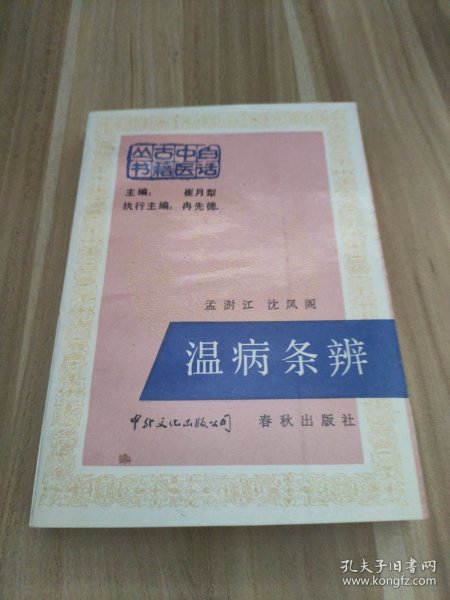 白话中医古籍丛书
主编： 崔月犁
执行主编：冉先德
孟澍江 沈凤阁
温病条辨
中外文化出版公司 春秋出版社
孔夫子旧书网
www.kongfz.com